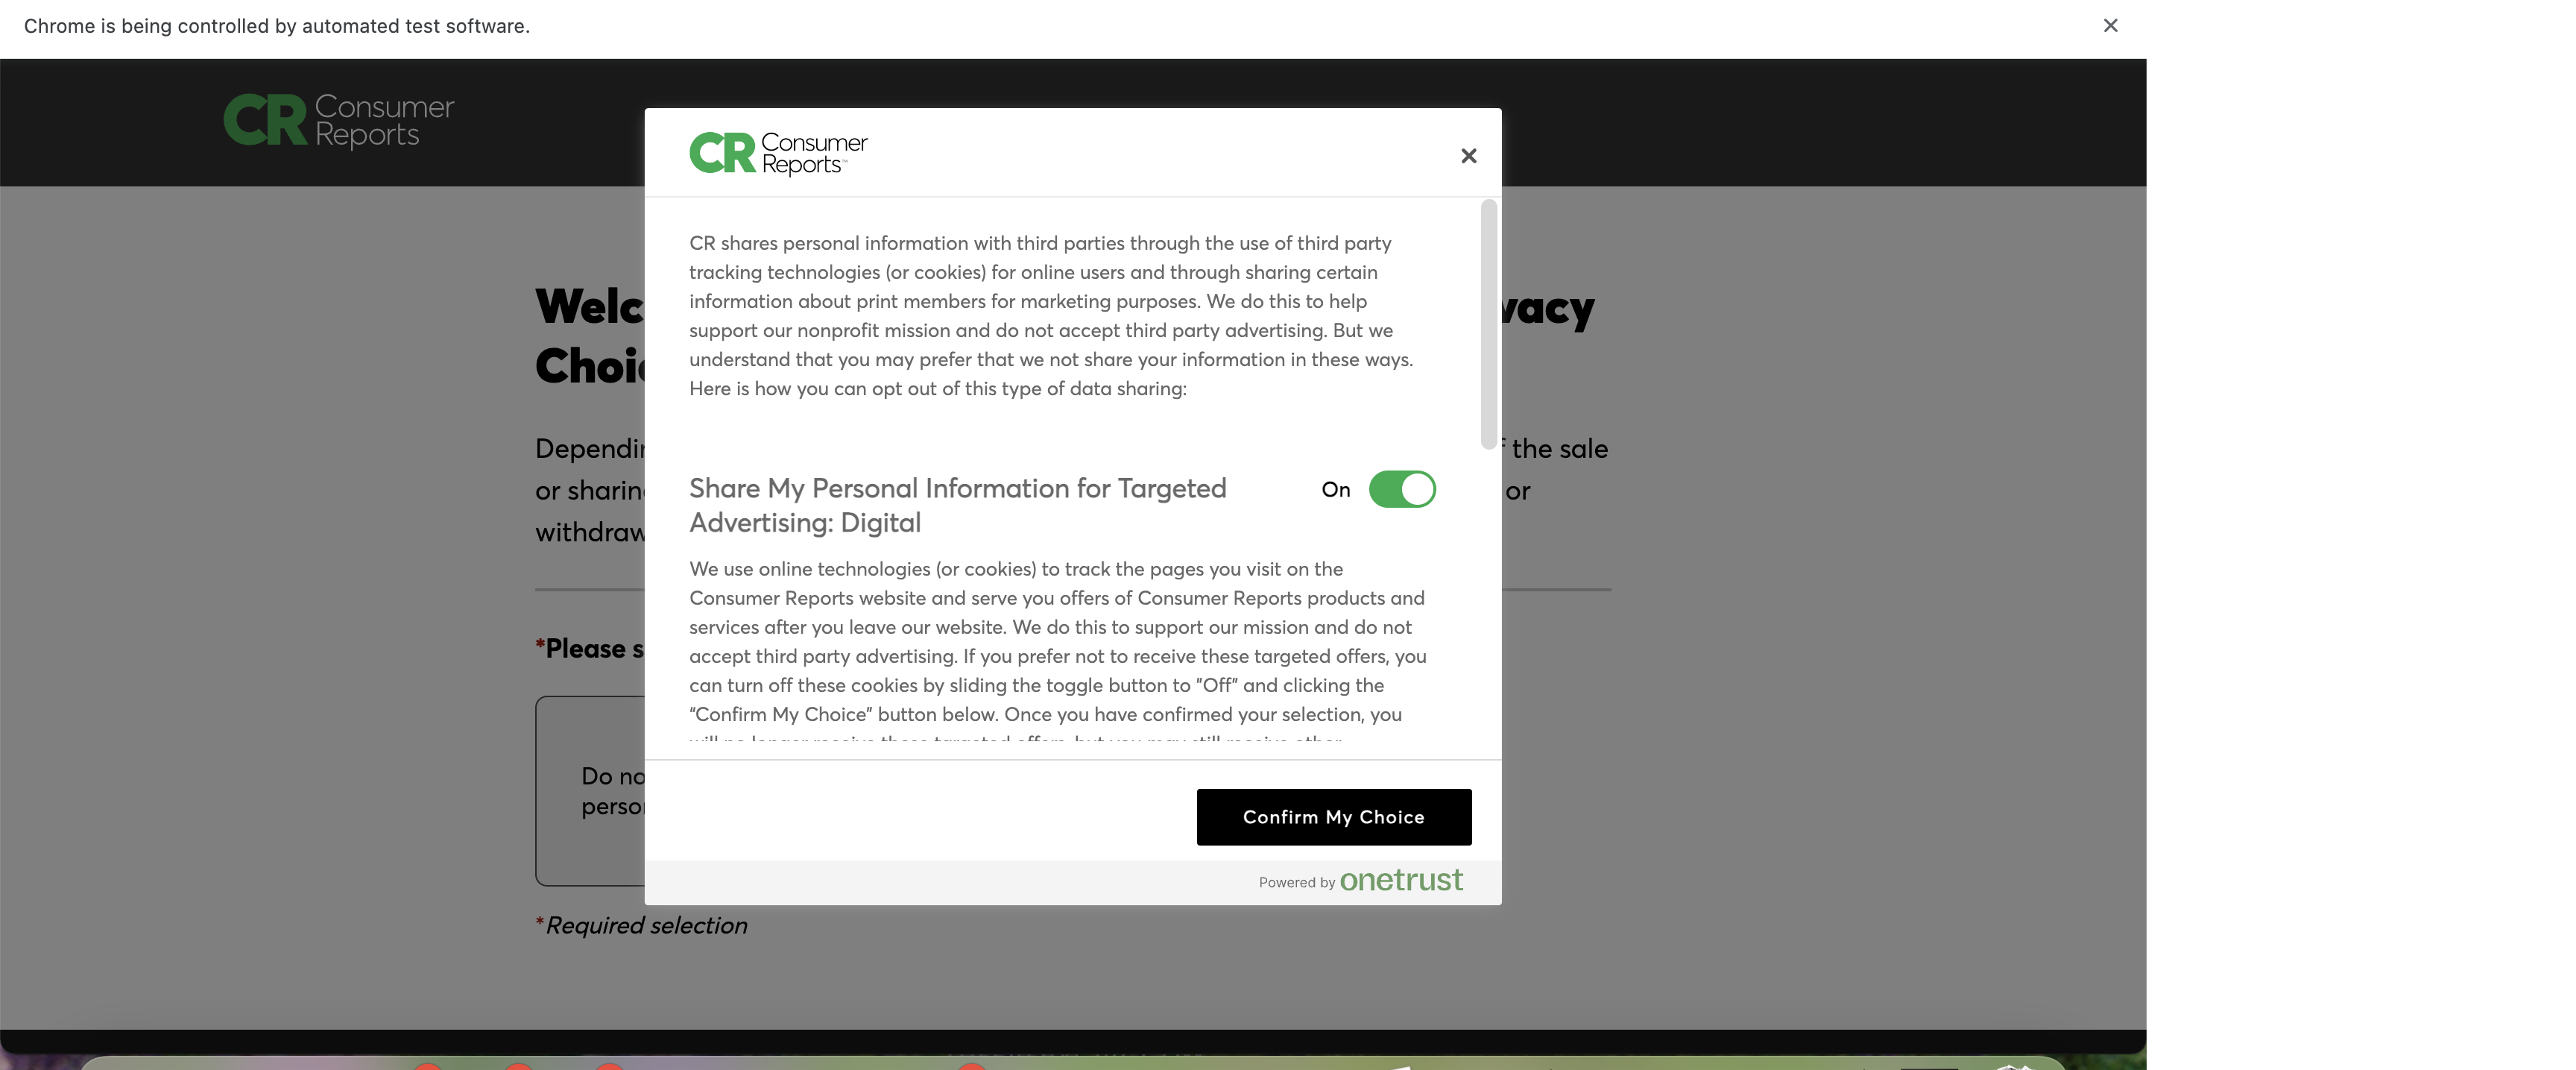 Chrome is being controlled by automated test software.
CR Consumer
Reports
CR Consumer
Reports™
CR shares personal information with third parties through the use of third party
tracking technologies (or cookies) for online users and through sharing certain
information about print members for marketing purposes. We do this to help
support our nonprofit mission and do not accept third party advertising. But we
understand that you may prefer that we not share your information in these ways.
Here is how you can opt out of this type of data sharing:
Share My Personal Information for Targeted
Advertising: Digital
On
We use online technologies (or cookies) to track the pages you visit on the
Consumer Reports website and serve you offers of Consumer Reports products and
services after you leave our website. We do this to support our mission and do not
accept third party advertising. If you prefer not to receive these targeted offers, you
can turn off these cookies by sliding the toggle button to "Off" and clicking the
“Confirm My Choice” button below. Once you have confirmed your selection, you
Confirm My Choice
Powered by onetrust
the sale
or sharin
or
withdraw
*Please s
Do no
*Required selection